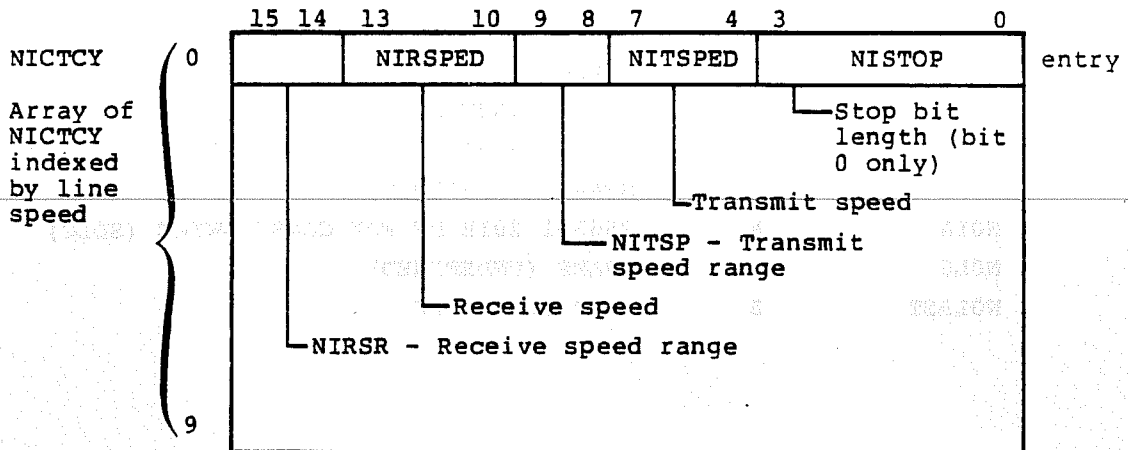 15 14 13 10 9 8 7 4 3 0
NICTCY 0 NIRSPED NITSPED NISTOP entry
Array of
NICTCY
indexed
by line
speed
Stop bit
length (bit
0 only)
Transmit speed
NITSP - Transmit
speed range
Receive speed
NIRSR - Receive speed range
9